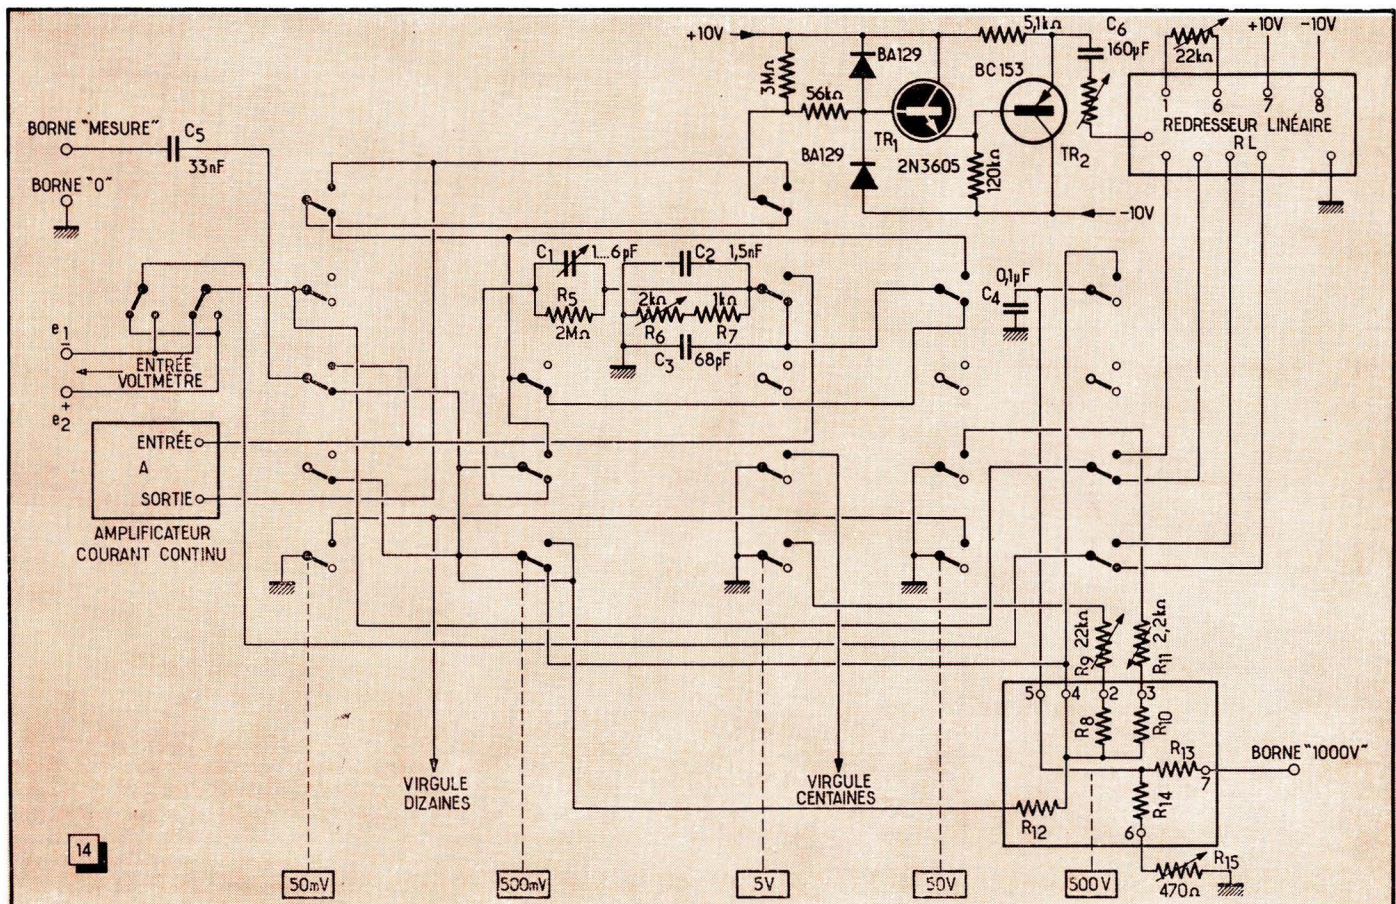 +10V
3MΩ
BA129
56kΩ
BA129
TR1
2N3605
120kΩ
5,1kΩ
BC153
TR2
C6
160µF
22kΩ
+10V
-10V
1 6 7 8
REDRESSEUR LINÉAIRE
RL
-10V
BORNE "MESURE"
C5
33nF
BORNE "0"
C1
1....6pF
R5
2MΩ
C2
1,5nF
2kΩ
R6
1kΩ
R7
C3
68pF
0,1µF
C4
e1
-
ENTRÉE
VOLTMÈTRE
+
e2
ENTRÉE
A
SORTIE
AMPLIFICATEUR
COURANT CONTINU
R9 22kΩ
R11 2,2kΩ
5 4 2 3
R8
R10
R13
7
BORNE "1000V"
R14
R12
6
R15
470Ω
VIRGULE
DIZAINES
VIRGULE
CENTAINES
14
50mV
500mV
5V
50V
500V